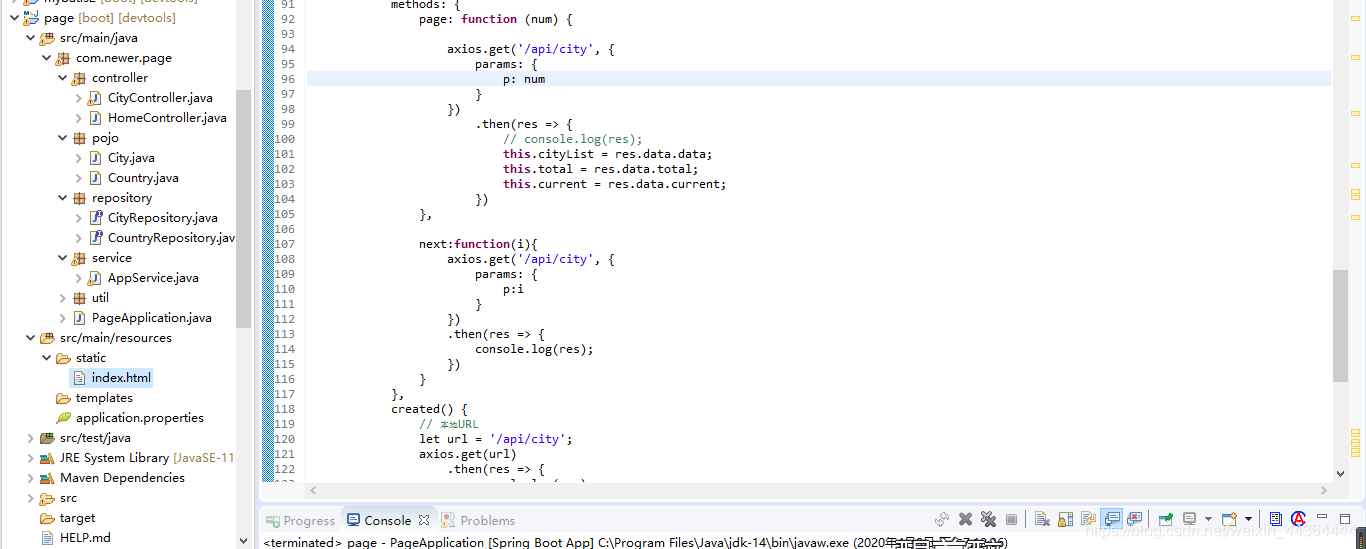 mybatis2 [boot] [devtools]
page [boot] [devtools]
src/main/java
com.newer.page
controller
CityController.java
HomeController.java
pojo
City.java
Country.java
repository
CityRepository.java
CountryRepository.jav
service
AppService.java
util
PageApplication.java
src/main/resources
static
index.html
templates
application.properties
src/test/java
JRE System Library [JavaSE-11
Maven Dependencies
src
target
HELP.md
91 methods: {
92 page: function (num) {
93
94 axios.get('/api/city', {
95 params: {
96 p: num
97 }
98 })
99 .then(res => {
100 // console.log(res);
101 this.cityList = res.data.data;
102 this.total = res.data.total;
103 this.current = res.data.current;
104 })
105 },
106
107 next:function(i){
108 axios.get('/api/city', {
109 params: {
110 p:i
111 }
112 })
113 .then(res => {
114 console.log(res);
115 })
116 }
117 },
118 created() {
119 // 本地URL
120 let url = '/api/city';
121 axios.get(url)
122 .then(res => {
Progress Console Problems
<terminated> page - PageApplication [Spring Boot App] C:\Program Files\Java\jdk-14\bin\javaw.exe (2020年
https://blog.csdn.net/weixin_44364444